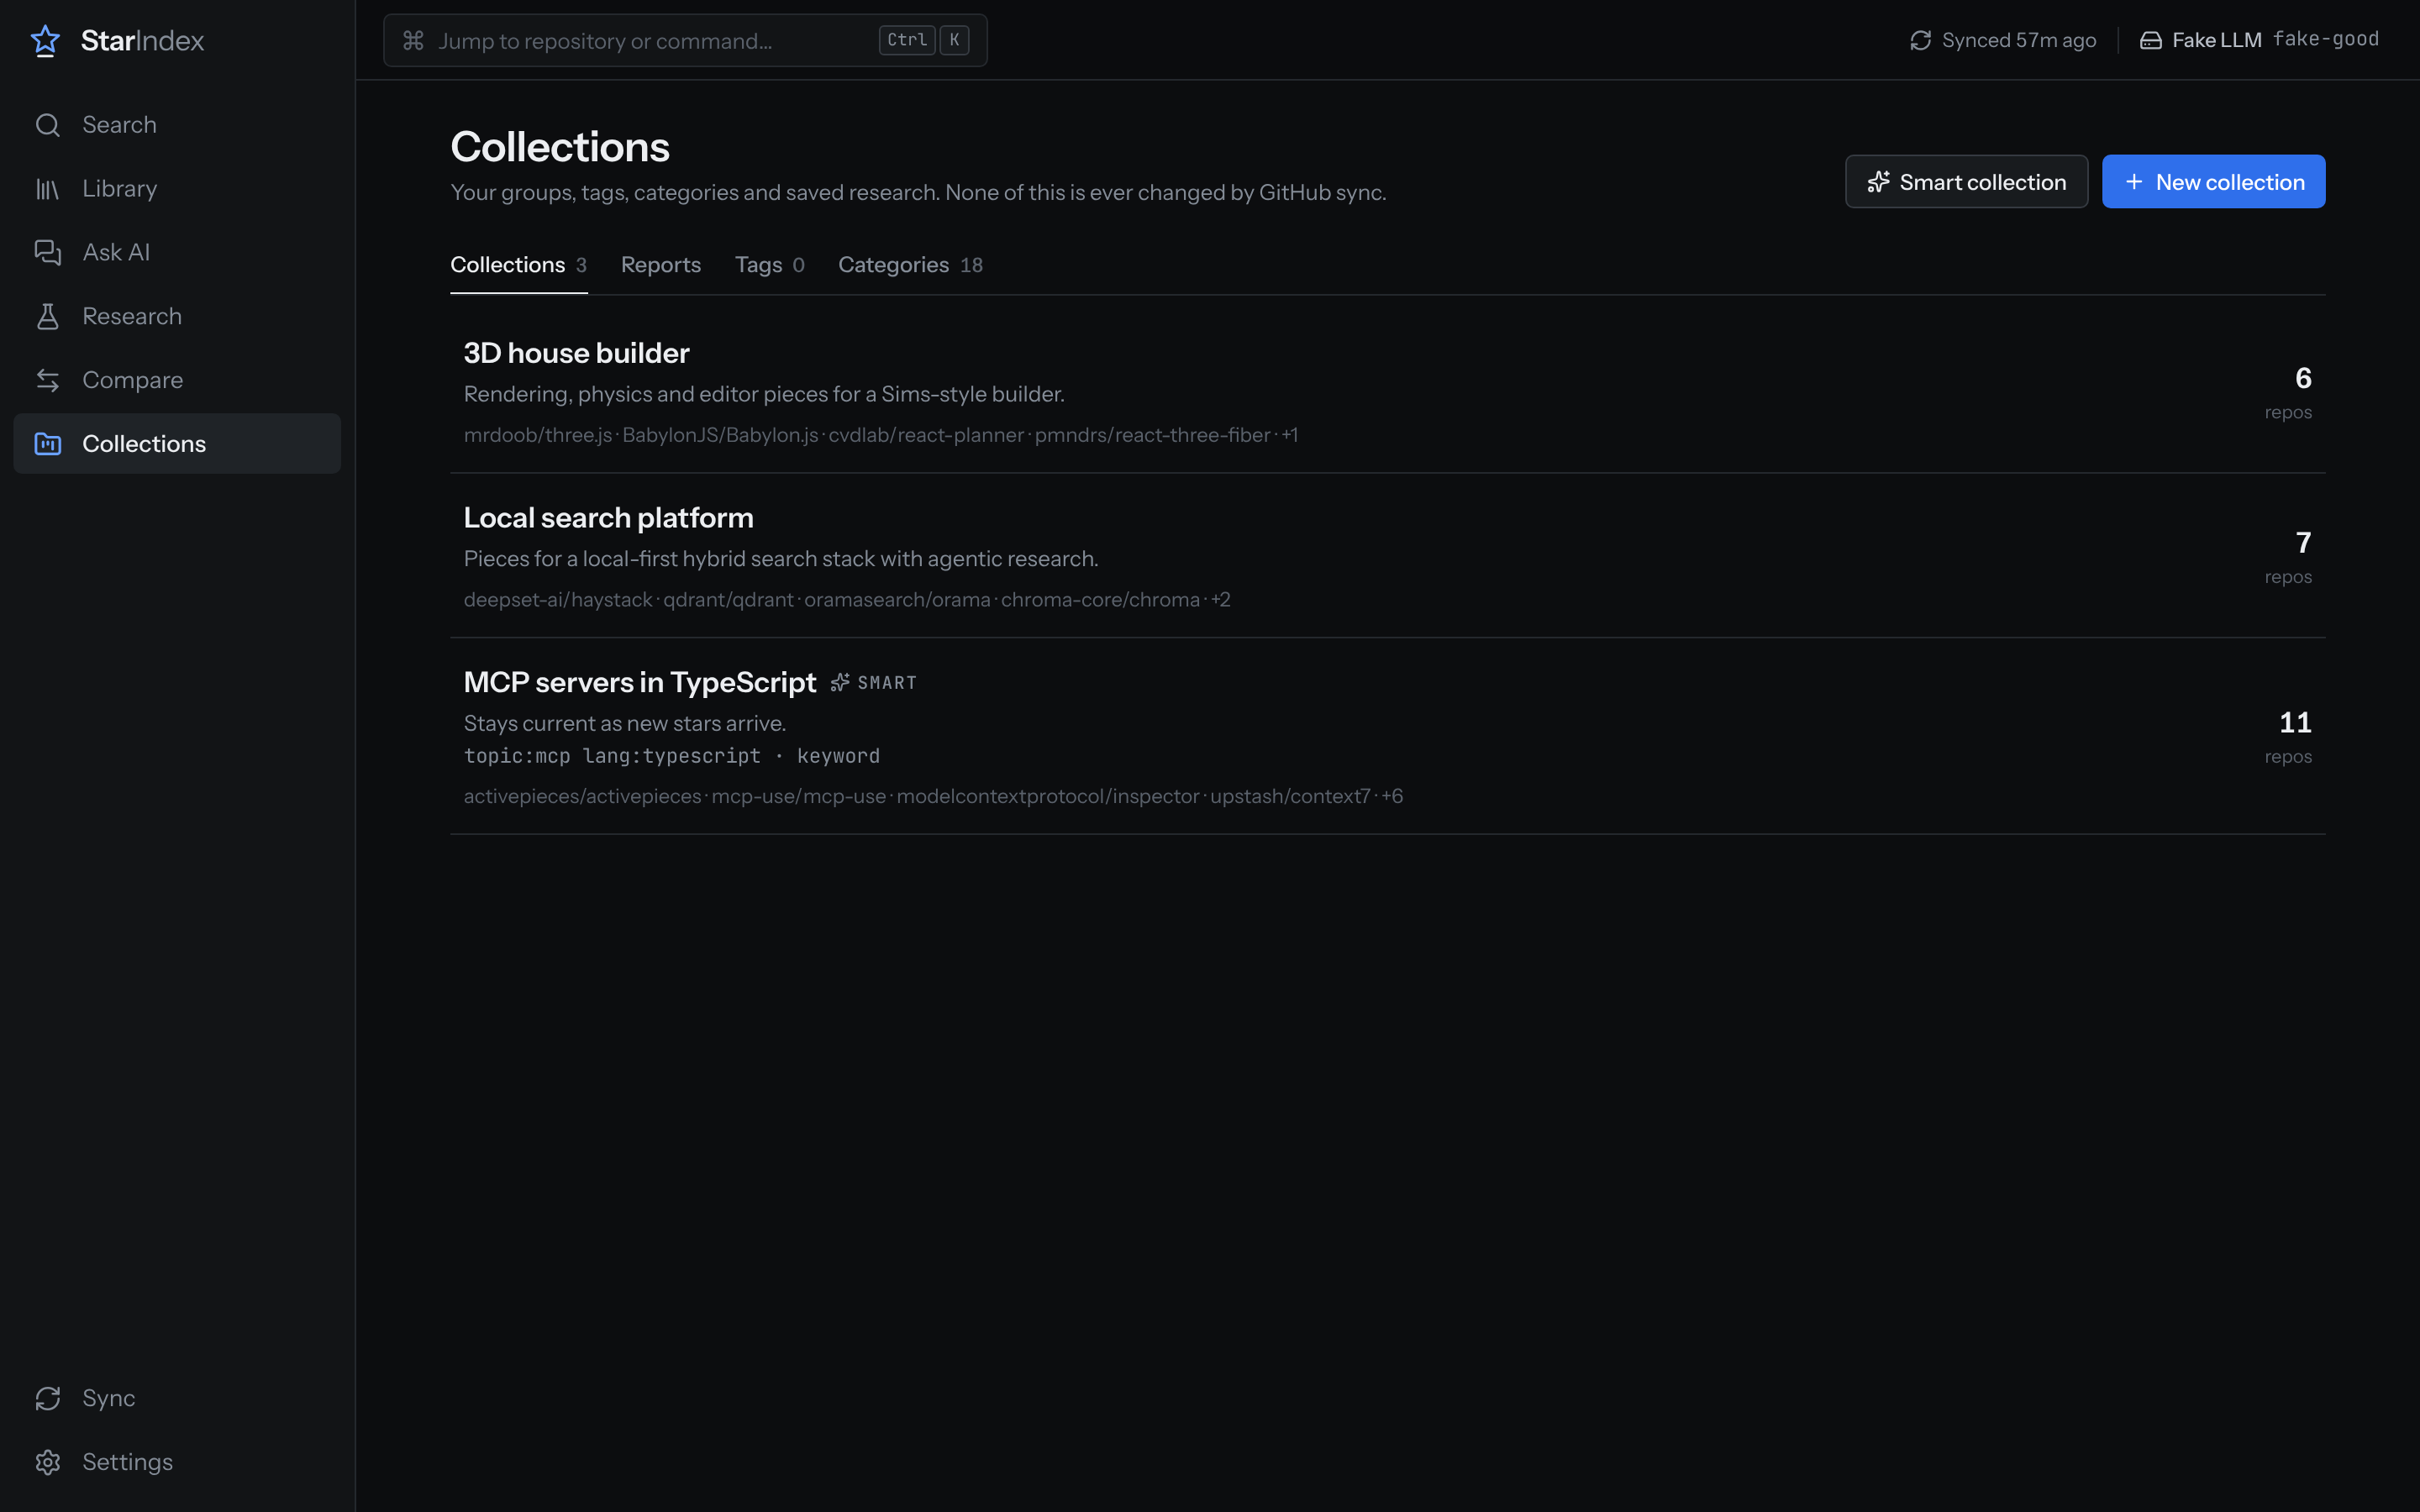 StarIndex
Jump to repository or command...
Ctrl K
Synced 57m ago
Fake LLM fake-good
Search
Library
Ask AI
Research
Compare
Collections
Sync
Settings
Collections
Your groups, tags, categories and saved research. None of this is ever changed by GitHub sync.
Smart collection
+ New collection
Collections 3
Reports
Tags 0
Categories 18
3D house builder
Rendering, physics and editor pieces for a Sims-style builder.
mrdoob/three.js · BabylonJS/Babylon.js · cvdlab/react-planner · pmndrs/react-three-fiber · +1
6
repos
Local search platform
Pieces for a local-first hybrid search stack with agentic research.
deepset-ai/haystack · qdrant/qdrant · oramasearch/orama · chroma-core/chroma · +2
7
repos
MCP servers in TypeScript SMART
Stays current as new stars arrive.
topic:mcp lang:typescript · keyword
activepieces/activepieces · mcp-use/mcp-use · modelcontextprotocol/inspector · upstash/context7 · +6
11
repos